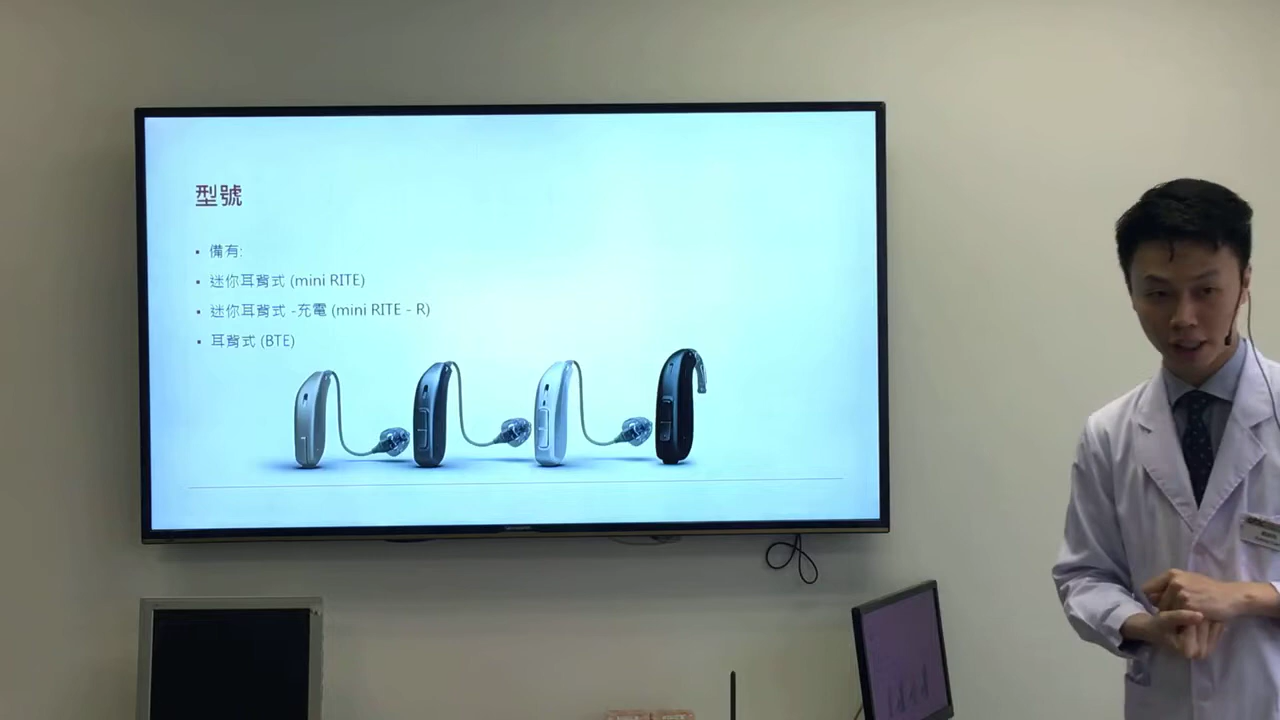 型號
▪ 備有:
▪ 迷你耳背式 (mini RITE)
▪ 迷你耳背式 -充電 (mini RITE - R)
▪ 耳背式 (BTE)